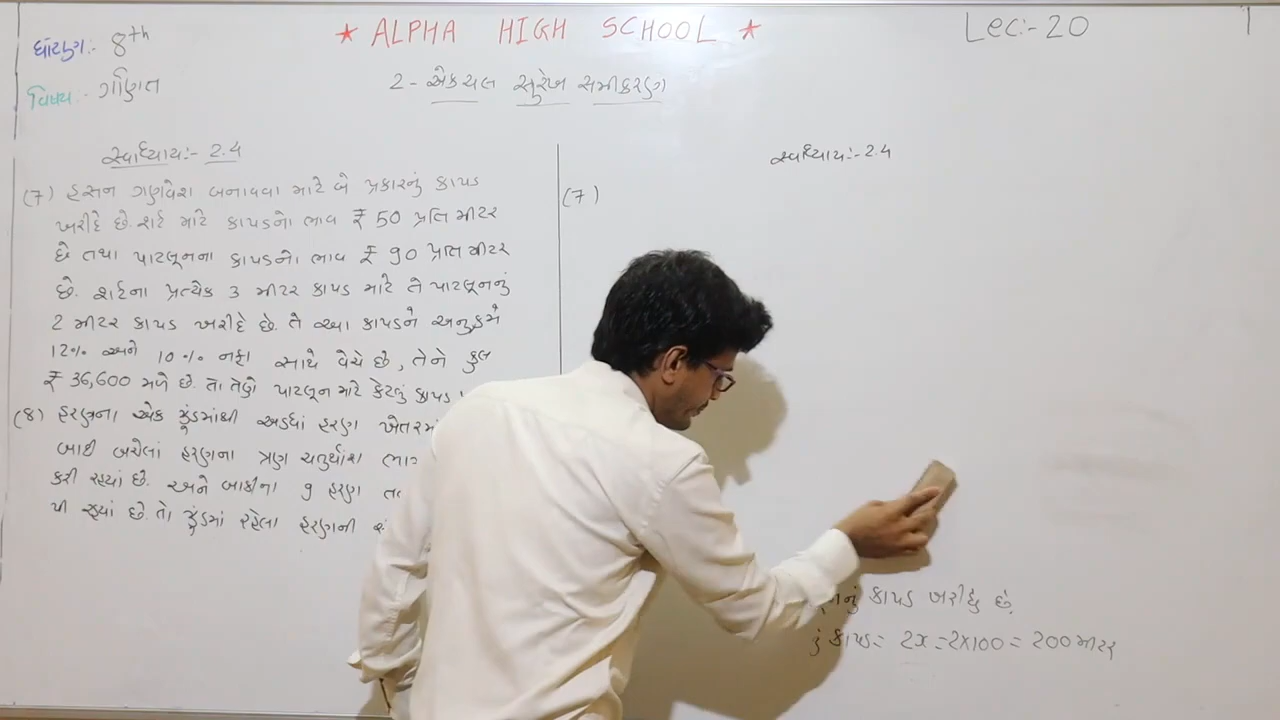 ધોરણ:- 8th
★ ALPHA HIGH SCHOOL ★
Lec:- 20
વિષય:- ગણિત
2 - એકચલ સુરેખ સમીકરણ
સ્વાધ્યાય:- 2.4
(7) હસન ગણવેશ બનાવવા માટે બે પ્રકારનું કાપડ
ખરીદે છે. શર્ટ માટે કાપડનો ભાવ ₹ 50 પ્રતિ મીટર
છે તથા પાટલૂનના કાપડનો ભાવ ₹ 90 પ્રતિ મીટર
છે. શર્ટના પ્રત્યેક 3 મીટર કાપડ માટે તે પાટલૂનનું
2 મીટર કાપડ ખરીદે છે. તે આ કાપડને અનુક્રમે
12% અને 10% નફા સાથે વેચે છે, તેને કુલ
₹ 36,600 મળે છે. તો તેણે પાટલૂન માટે કેટલું કાપડ
(8) હરણના એક ઝુંડમાંથી અડધાં હરણ
બાકી બચેલાં હરણના ત્રણ ચતુર્થાંશ
કરી રહ્યાં છે. અને બાકીના 9 હરણ
પી રહ્યાં છે. તો ઝુંડમાં રહેલા હરણની
સ્વાધ્યાય:- 2.4
(7)
કાપડ ખરીદ્યું છે.
કાપડ = 2x = 2×100 = 200 મીટર